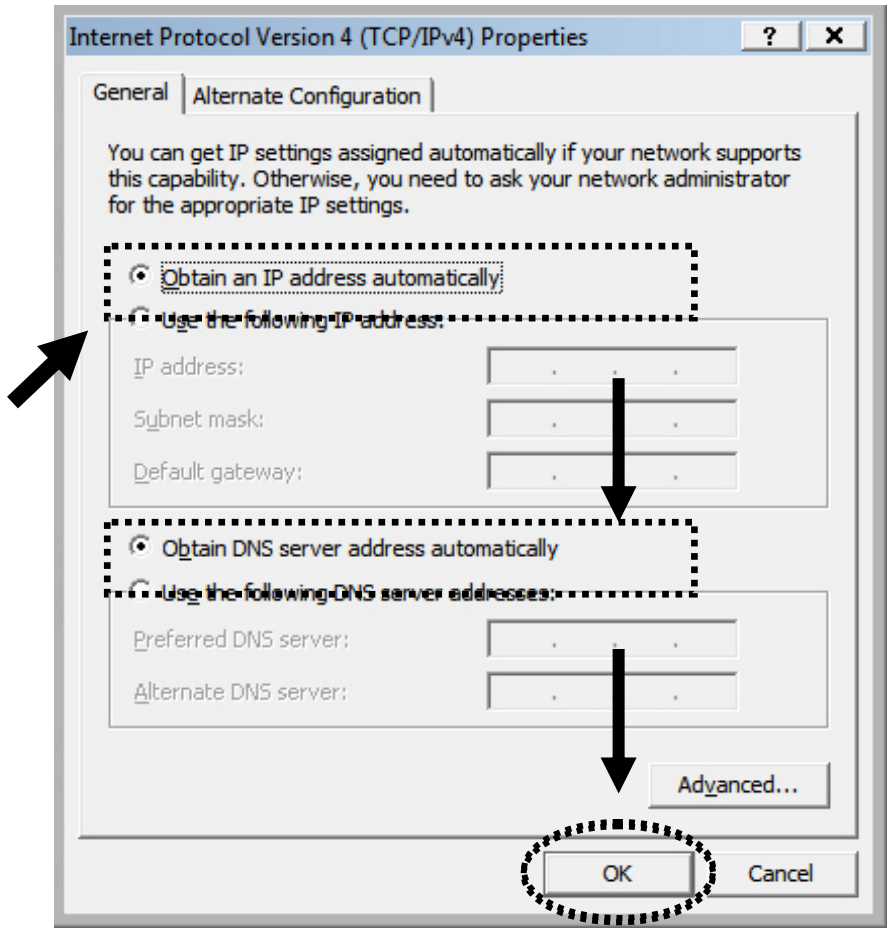 Internet Protocol Version 4 (TCP/IPv4) Properties
?
x
General
Alternate Configuration
You can get IP settings assigned automatically if your network supports
this capability. Otherwise, you need to ask your network administrator
for the appropriate IP settings.
Obtain an IP address automatically
Use the following IP address:
IP address:
Subnet mask:
Default gateway:
Obtain DNS server address automatically
Use the following DNS server addresses:
Preferred DNS server:
Alternate DNS server:
Advanced...
OK
Cancel